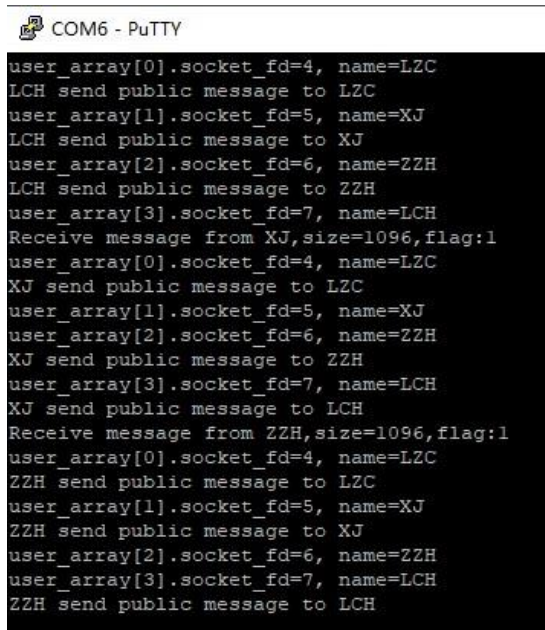 COM6 - PuTTY
user_array[0].socket_fd=4, name=LZC
LCH send public message to LZC
user_array[1].socket_fd=5, name=XJ
LCH send public message to XJ
user_array[2].socket_fd=6, name=ZZH
LCH send public message to ZZH
user_array[3].socket_fd=7, name=LCH
Receive message from XJ,size=1096,flag:1
user_array[0].socket_fd=4, name=LZC
XJ send public message to LZC
user_array[1].socket_fd=5, name=XJ
user_array[2].socket_fd=6, name=ZZH
XJ send public message to ZZH
user_array[3].socket_fd=7, name=LCH
XJ send public message to LCH
Receive message from ZZH,size=1096,flag:1
user_array[0].socket_fd=4, name=LZC
ZZH send public message to LZC
user_array[1].socket_fd=5, name=XJ
ZZH send public message to XJ
user_array[2].socket_fd=6, name=ZZH
user_array[3].socket_fd=7, name=LCH
ZZH send public message to LCH